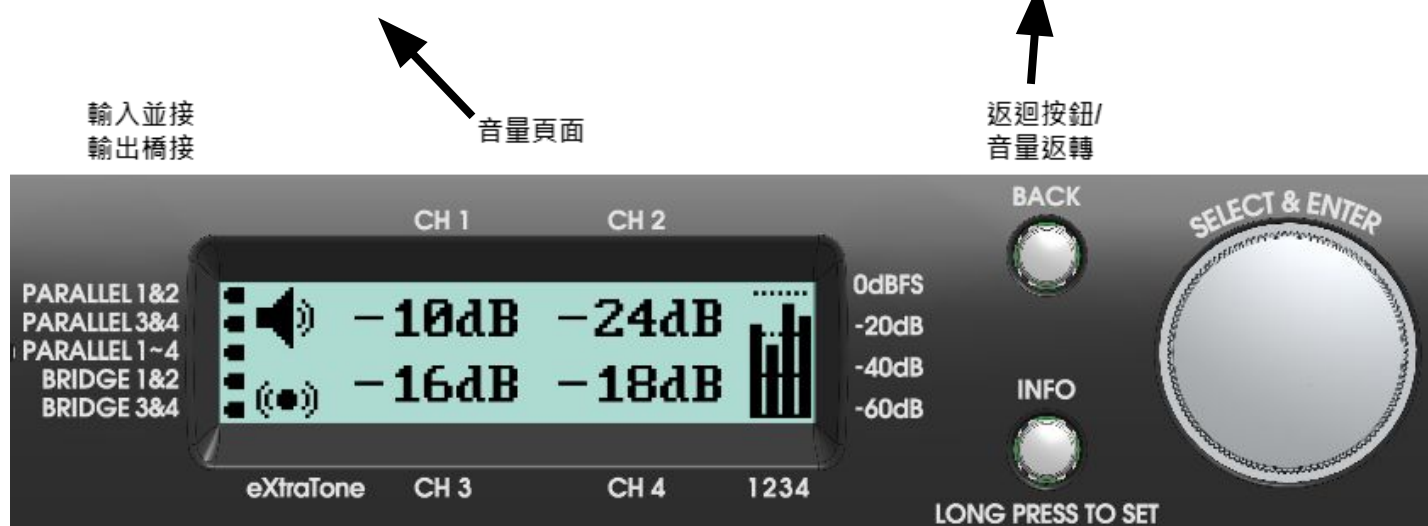 輸入並接
輸出橋接
音量頁面
返迴按鈕/
音量返轉
BACK
SELECT & ENTER
CH 1
CH 2
PARALLEL 1&2
PARALLEL 3&4
PARALLEL 1~4
BRIDGE 1&2
BRIDGE 3&4
-10dB -24dB
-16dB -18dB
0dBFS
-20dB
-40dB
-60dB
INFO
eXtraTone
CH 3
CH 4
1234
LONG PRESS TO SET